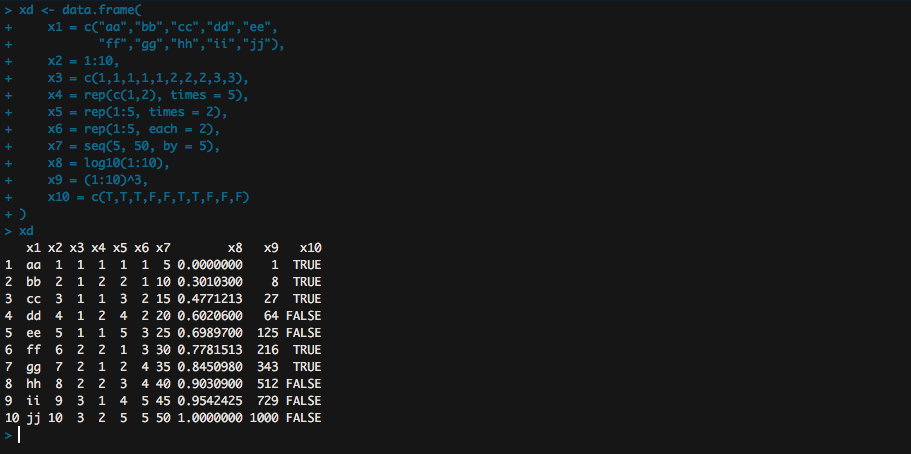 > xd <- data.frame(
+     x1 = c("aa","bb","cc","dd","ee",
+            "ff","gg","hh","ii","jj"),
+     x2 = 1:10,
+     x3 = c(1,1,1,1,1,2,2,2,3,3),
+     x4 = rep(c(1,2), times = 5),
+     x5 = rep(1:5, times = 2),
+     x6 = rep(1:5, each = 2),
+     x7 = seq(5, 50, by = 5),
+     x8 = log10(1:10),
+     x9 = (1:10)^3,
+     x10 = c(T,T,T,F,F,T,T,F,F,F)
+ )
> xd
   x1 x2 x3 x4 x5 x6 x7        x8   x9   x10
1  aa  1  1  1  1  1  5 0.0000000    1  TRUE
2  bb  2  1  2  2  1 10 0.3010300    8  TRUE
3  cc  3  1  1  3  2 15 0.4771213   27  TRUE
4  dd  4  1  2  4  2 20 0.6020600   64 FALSE
5  ee  5  1  1  5  3 25 0.6989700  125 FALSE
6  ff  6  2  2  1  3 30 0.7781513  216  TRUE
7  gg  7  2  1  2  4 35 0.8450980  343  TRUE
8  hh  8  2  2  3  4 40 0.9030900  512 FALSE
9  ii  9  3  1  4  5 45 0.9542425  729 FALSE
10 jj 10  3  2  5  5 50 1.0000000 1000 FALSE
>